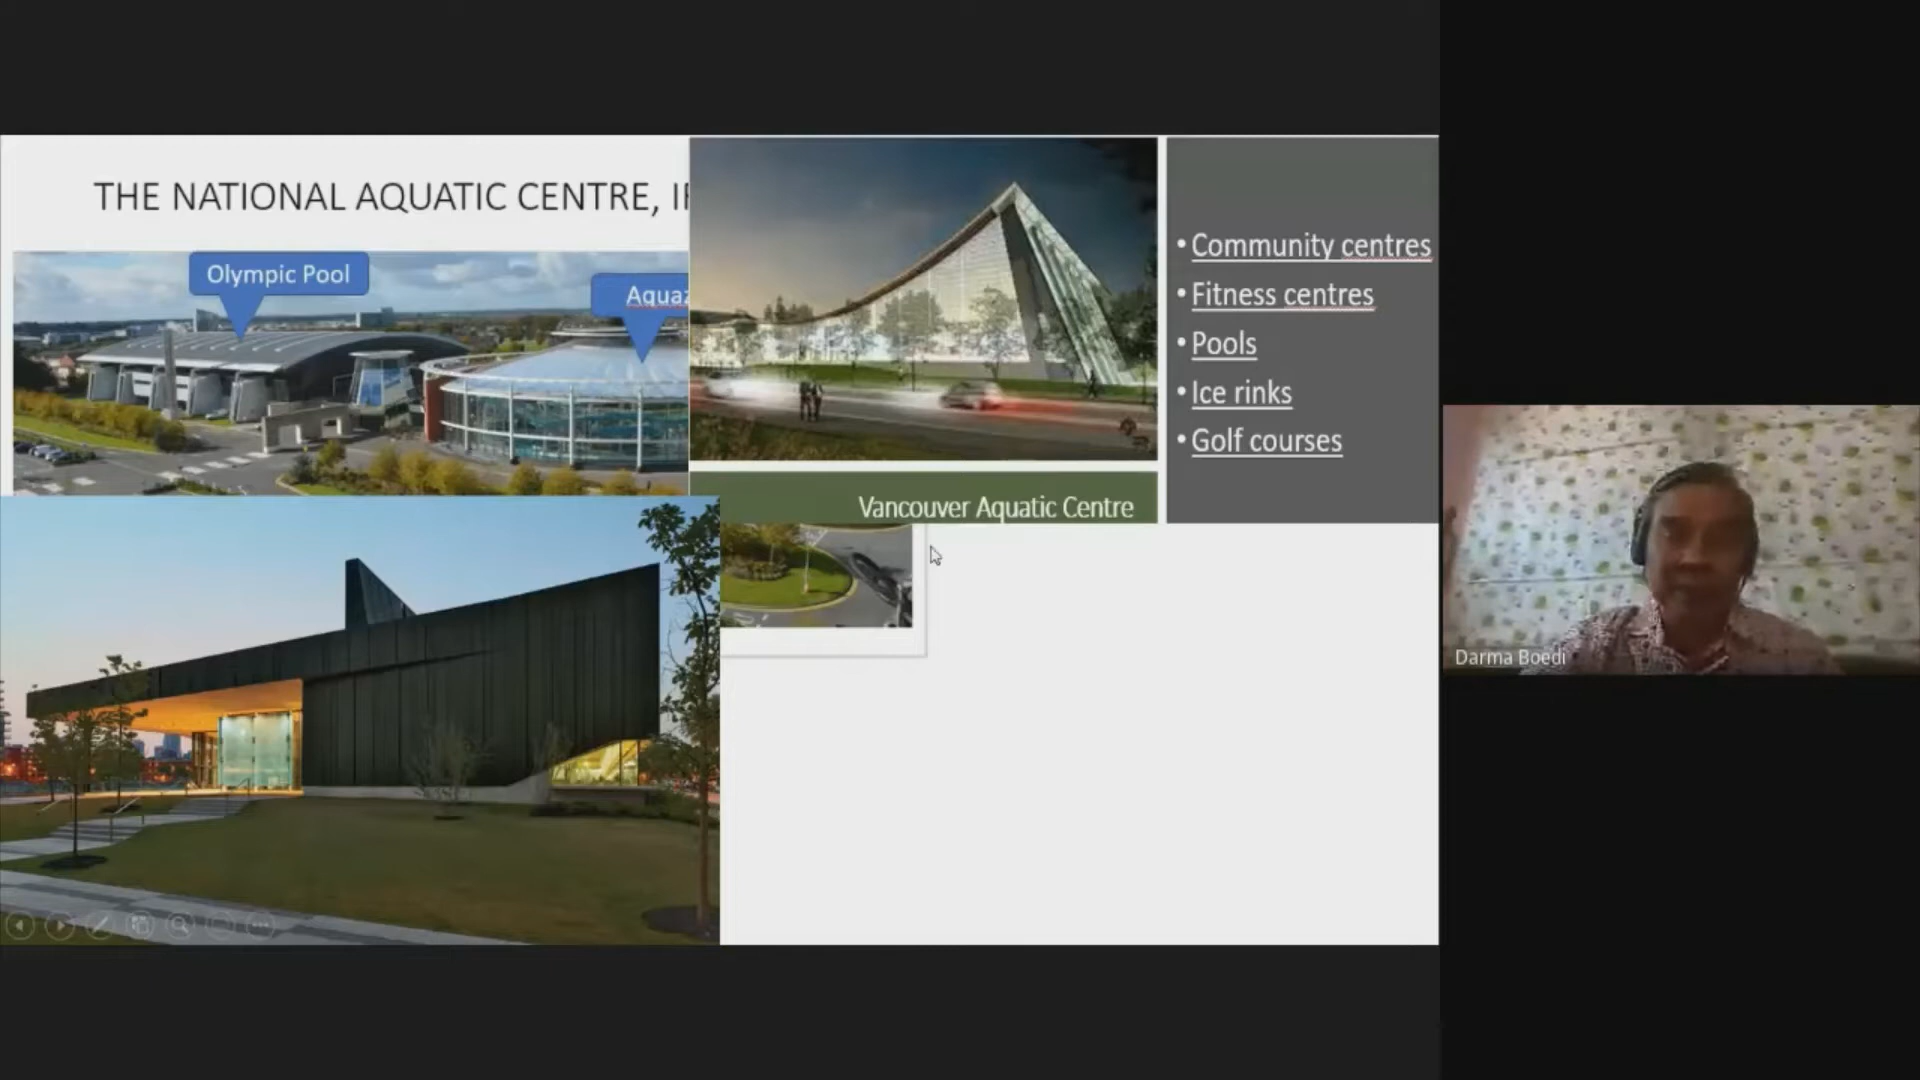 THE NATIONAL AQUATIC CENTRE,
Olympic Pool
• Community centres
• Fitness centres
• Pools
• Ice rinks
• Golf courses
Vancouver Aquatic Centre
Darma Boedi